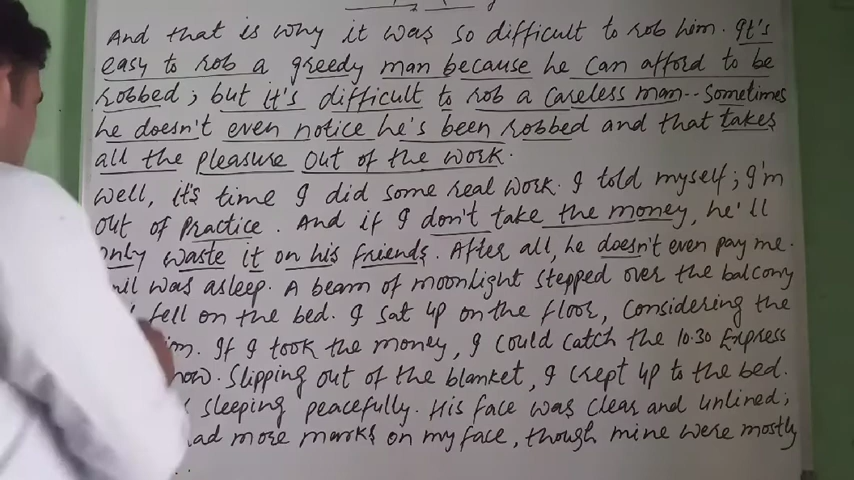 And that is why it was so difficult to rob him. It's
easy to rob a greedy man because he can afford to be
robbed; but it's difficult to rob a careless man-- Sometimes
he doesn't even notice he's been robbed and that takes
all the pleasure out of the work.
Well, it's time I did some real work. I told myself; I'm
out of practice. And if I don't take the money, he'll
only waste it on his friends. After all, he doesn't even pay me.
nil was asleep. A beam of moonlight stepped over the balcony
fell on the bed. I sat up on the floor, considering the
If I took the money, I could catch the 10.30 Express
now. Slipping out of the blanket, I crept up to the bed.
sleeping peacefully. His face was clear and unlined;
had more marks on my face, though mine were mostly